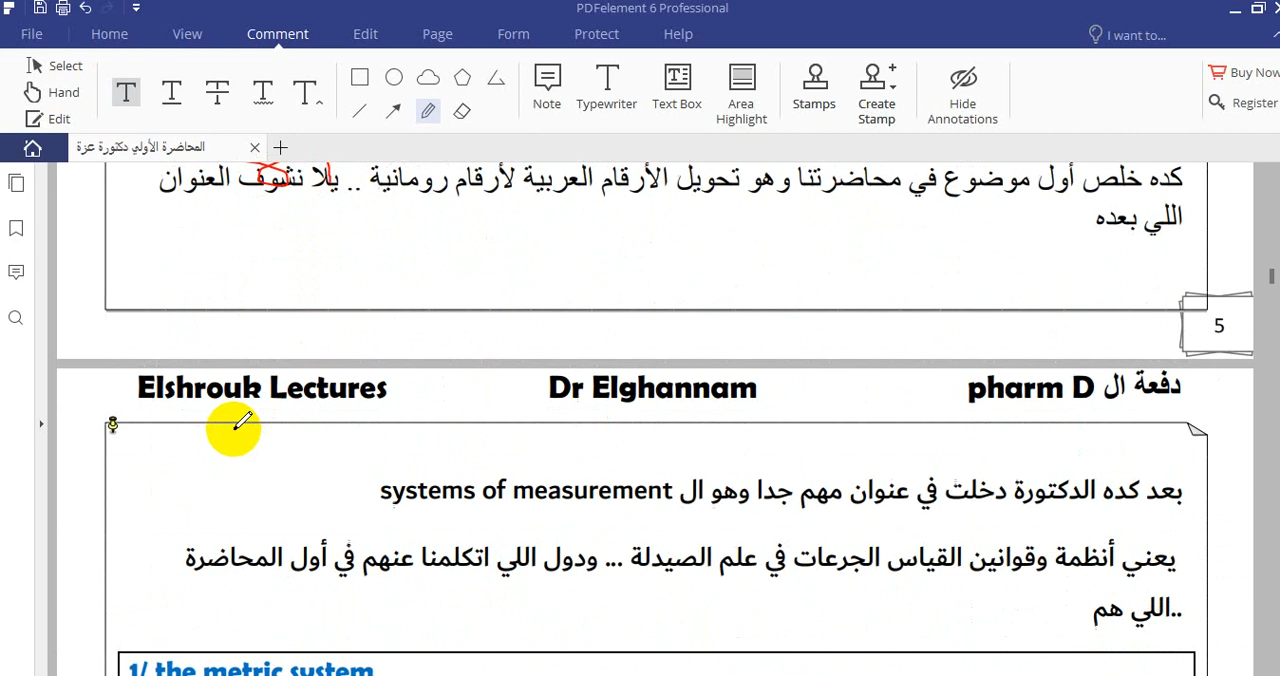 PDFelement 6 Professional
File Home View Comment Edit Page Form Protect Help I want to...
Select
Hand
Edit
Note Typewriter Text Box Area Highlight Stamps Create Stamp Hide Annotations
Buy Now
Register
المحاضرة الأولي دكتورة عزة
كده خلص أول موضوع في محاضرتنا وهو تحويل الأرقام العربية لأرقام رومانية .. يلا نشوف العنوان
اللي بعده
5
Elshrouk Lectures Dr Elghannam pharm D دفعة ال
بعد كده الدكتورة دخلت في عنوان مهم جدا وهو ال systems of measurement
يعني أنظمة وقوانين القياس الجرعات في علم الصيدلة ... ودول اللي اتكلمنا عنهم في أول المحاضرة
..اللي هم
1/ the metric system